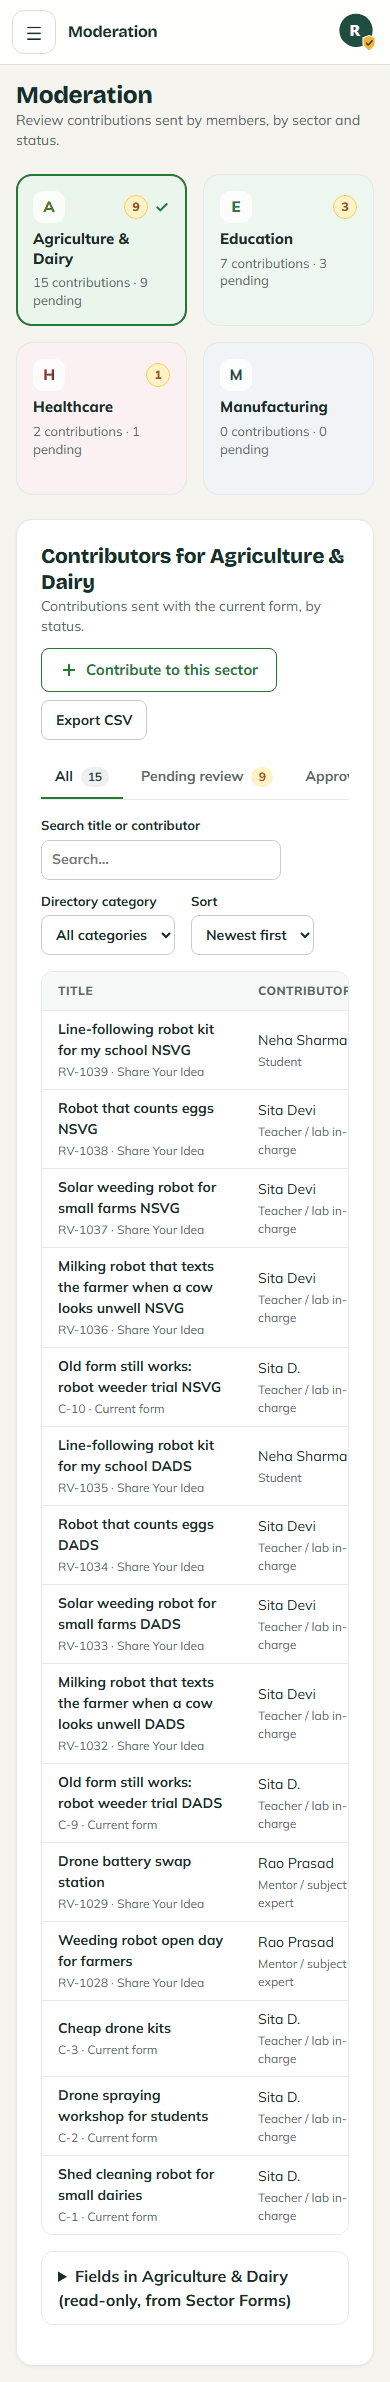 ☰ Moderation R
Moderation
Review contributions sent by members, by sector and
status.
A 9
Agriculture &
Dairy
15 contributions · 9
pending
E 3
Education
7 contributions · 3
pending
H 1
Healthcare
2 contributions · 1
pending
M
Manufacturing
0 contributions · 0
pending
Contributors for Agriculture &
Dairy
Contributions sent with the current form, by
status.
+ Contribute to this sector
Export CSV
All 15 Pending review 9 Approv
Search title or contributor
Search...
Directory category Sort
All categories Newest first
TITLE CONTRIBUTOR
Line-following robot kit
for my school NSVG
RV-1039 · Share Your Idea
Neha Sharma
Student
Robot that counts eggs
NSVG
RV-1038 · Share Your Idea
Sita Devi
Teacher / lab in-
charge
Solar weeding robot for
small farms NSVG
RV-1037 · Share Your Idea
Sita Devi
Teacher / lab in-
charge
Milking robot that texts
the farmer when a cow
looks unwell NSVG
RV-1036 · Share Your Idea
Sita Devi
Teacher / lab in-
charge
Old form still works:
robot weeder trial NSVG
C-10 · Current form
Sita D.
Teacher / lab in-
charge
Line-following robot kit
for my school DADS
RV-1035 · Share Your Idea
Neha Sharma
Student
Robot that counts eggs
DADS
RV-1034 · Share Your Idea
Sita Devi
Teacher / lab in-
charge
Solar weeding robot for
small farms DADS
RV-1033 · Share Your Idea
Sita Devi
Teacher / lab in-
charge
Milking robot that texts
the farmer when a cow
looks unwell DADS
RV-1032 · Share Your Idea
Sita Devi
Teacher / lab in-
charge
Old form still works:
robot weeder trial DADS
C-9 · Current form
Sita D.
Teacher / lab in-
charge
Drone battery swap
station
RV-1029 · Share Your Idea
Rao Prasad
Mentor / subject
expert
Weeding robot open day
for farmers
RV-1028 · Share Your Idea
Rao Prasad
Mentor / subject
expert
Cheap drone kits
C-3 · Current form
Sita D.
Teacher / lab in-
charge
Drone spraying
workshop for students
C-2 · Current form
Sita D.
Teacher / lab in-
charge
Shed cleaning robot for
small dairies
C-1 · Current form
Sita D.
Teacher / lab in-
charge
▶ Fields in Agriculture & Dairy
(read-only, from Sector Forms)